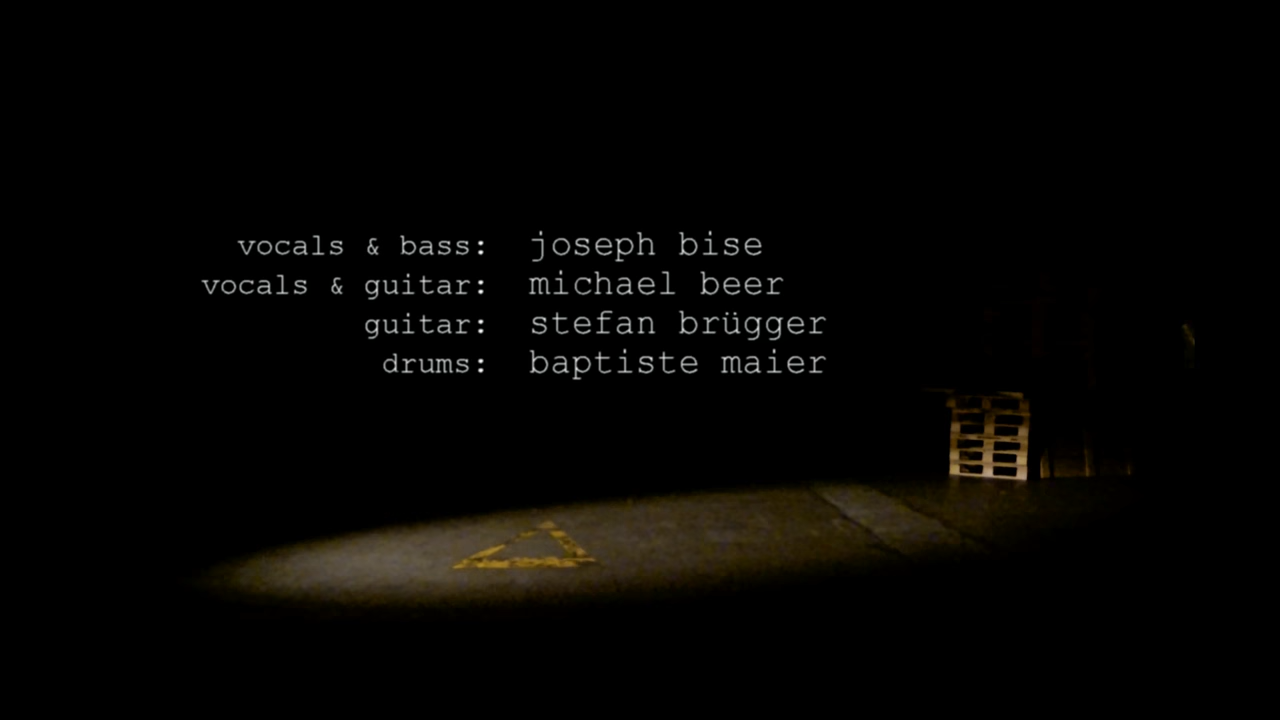 vocals & bass: joseph bise
vocals & guitar: michael beer
guitar: stefan brügger
drums: baptiste maier